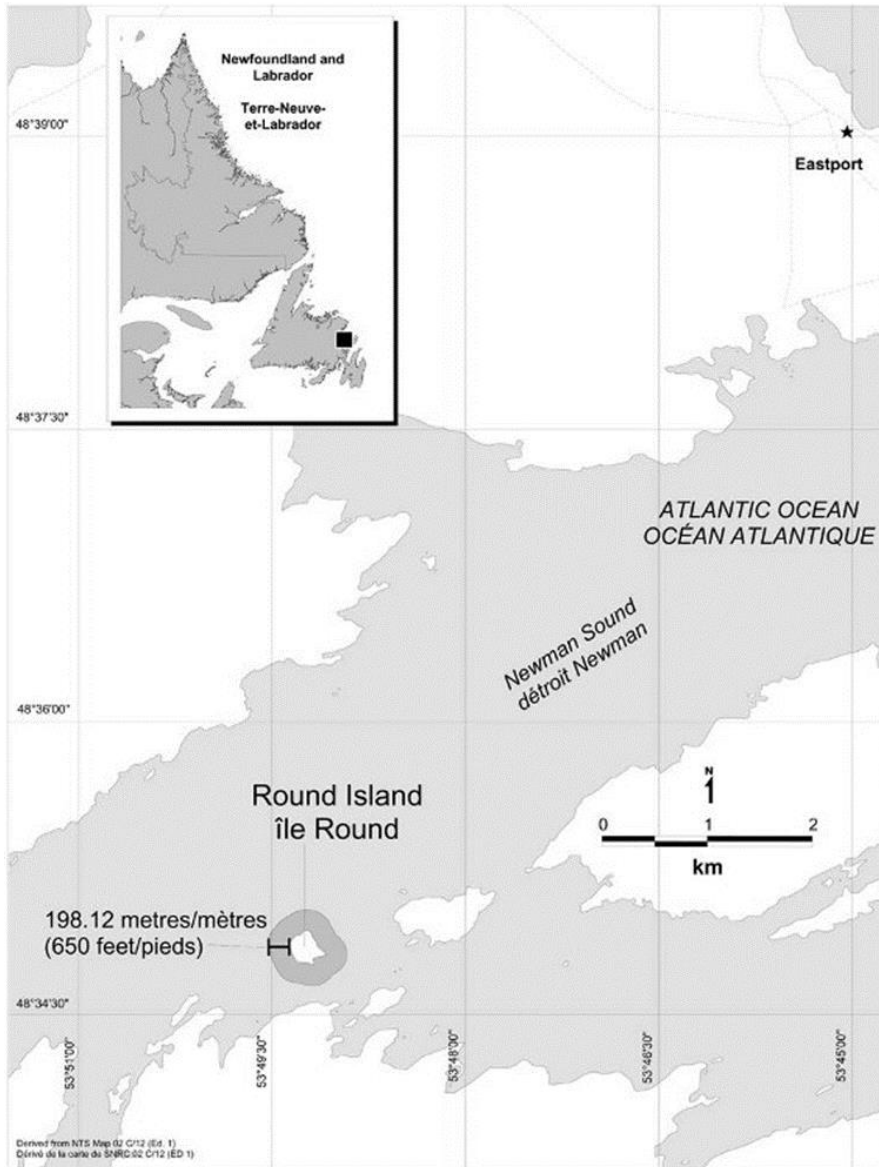 Newfoundland and
Labrador
Terre-Neuve-
et-Labrador
48°39'00"
Eastport
48°37'30"
ATLANTIC OCEAN
OCÉAN ATLANTIQUE
Newman Sound
détroit Newman
48°36'00"
Round Island
île Round
N
0 1 2
km
198.12 metres/mètres
(650 feet/pieds)
48°34'30"
53°51'00"
53°49'30"
53°48'00"
53°46'30"
53°45'00"
Derived from NTS Map 02 C/12 (Ed. 1)
Dérivé de la carte de SNRC 02 C/12 (ED 1)